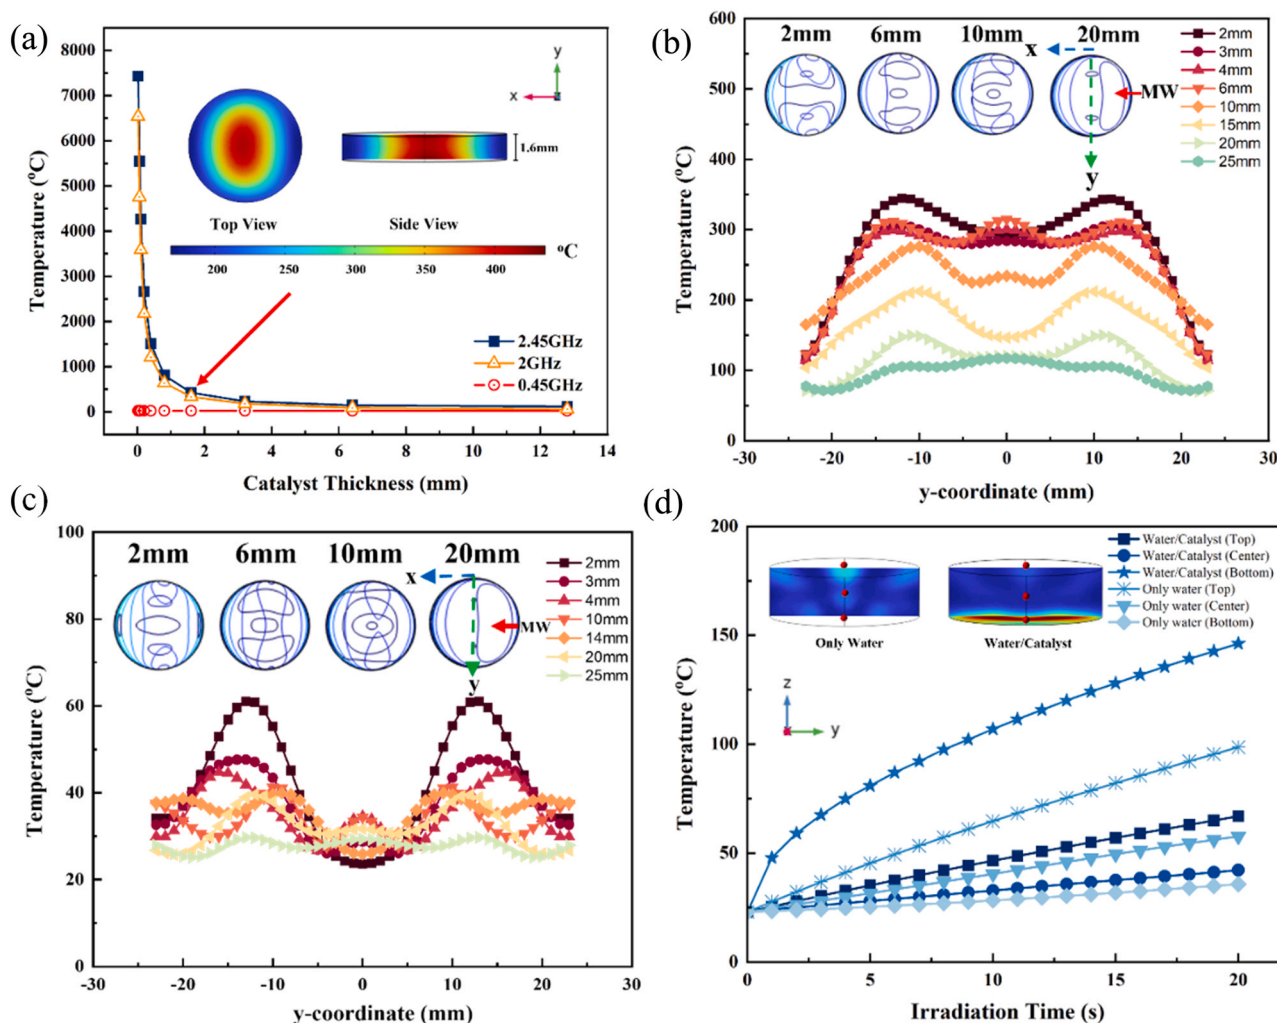 (a)
8000
7000
6000
5000
4000
3000
2000
1000
0
Temperature (ºC)
0 2 4 6 8 10 12 14
Catalyst Thickness (mm)
y
x
1.6mm
Top View
Side View
ºC
200 250 300 350 400
2.45GHz
2GHz
0.45GHz
(b)
600
500
400
300
200
100
0
Temperature (ºC)
-30 -20 -10 0 10 20 30
y-coordinate (mm)
2mm 6mm 10mm 20mm
x
MW
y
2mm
3mm
4mm
6mm
10mm
15mm
20mm
25mm
(c)
100
80
60
40
20
0
Temperature (ºC)
-30 -20 -10 0 10 20 30
y-coordinate (mm)
2mm 6mm 10mm 20mm
x
MW
y
2mm
3mm
4mm
10mm
14mm
20mm
25mm
(d)
200
150
100
50
0
Temperature (ºC)
0 5 10 15 20
Irradiation Time (s)
Water/Catalyst (Top)
Water/Catalyst (Center)
Water/Catalyst (Bottom)
Only water (Top)
Only water (Center)
Only water (Bottom)
Only Water
Water/Catalyst
z
x
y